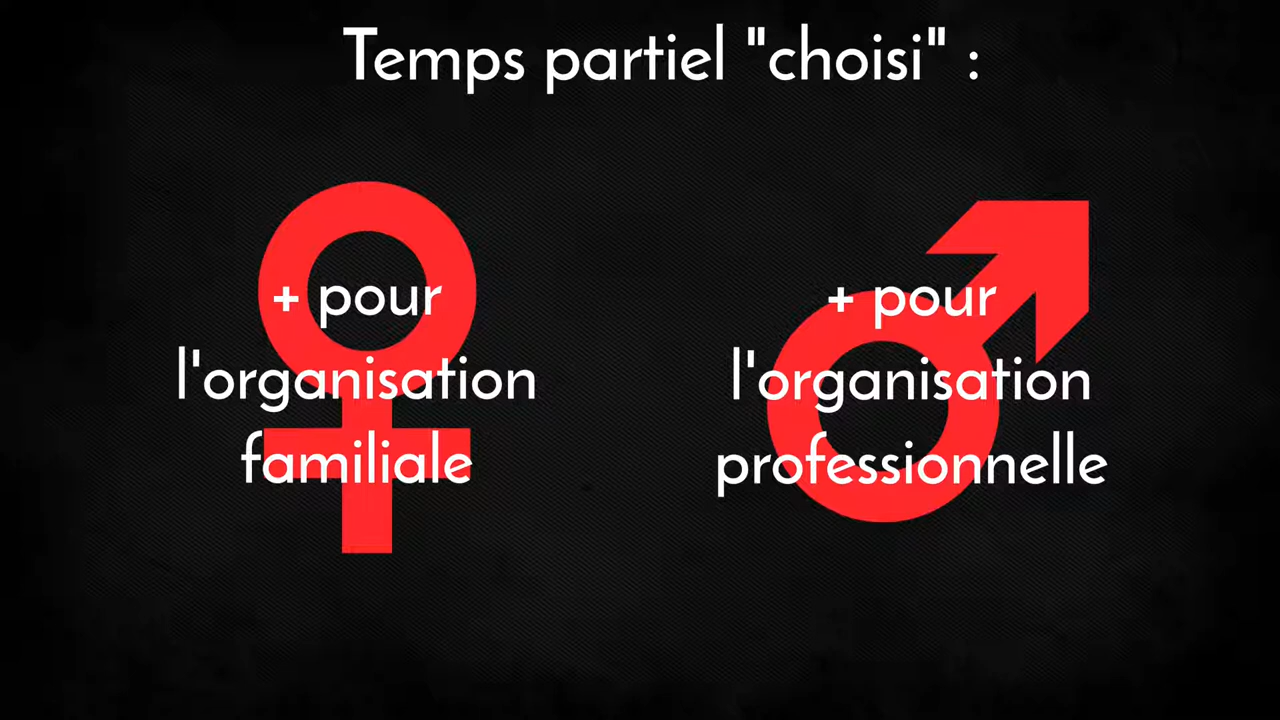 Temps partiel "choisi" :
+ pour
l'organisation
familiale
+ pour
l'organisation
professionnelle